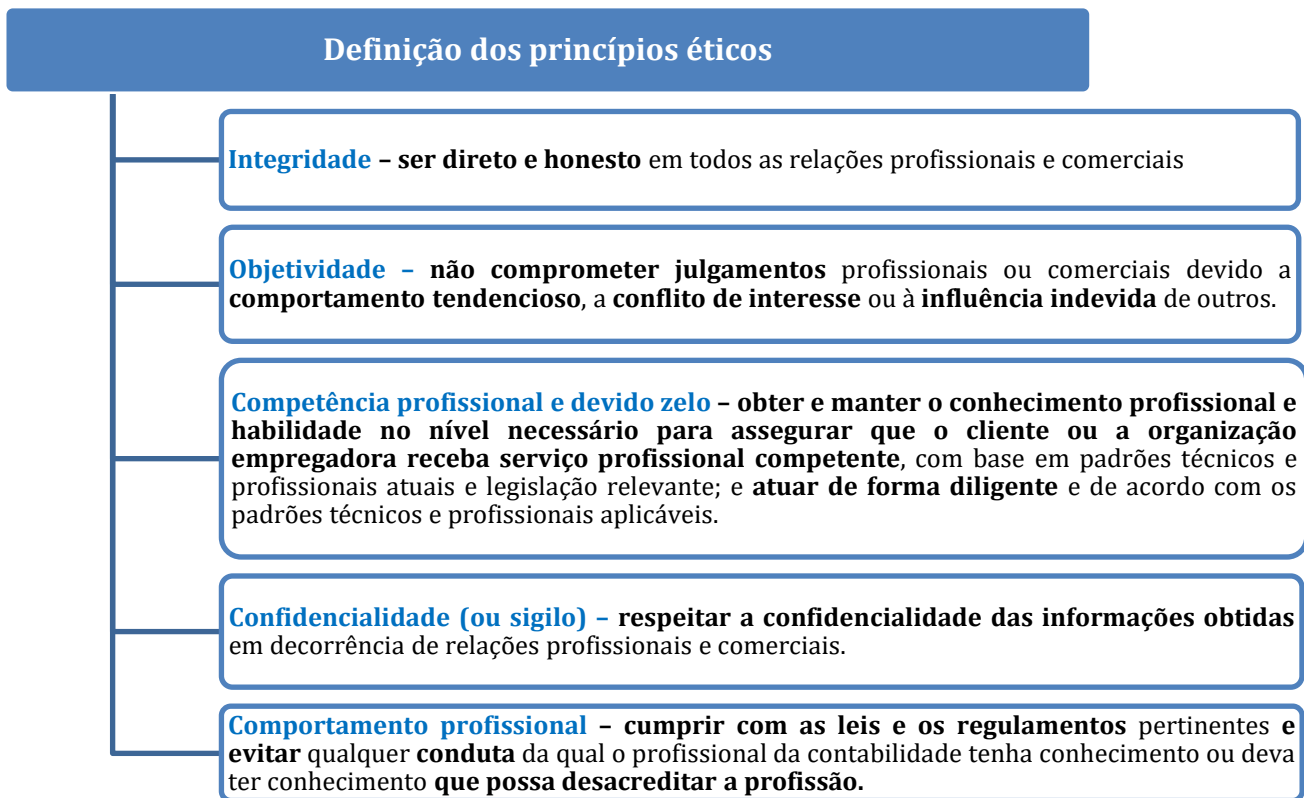 Definição dos princípios éticos
Integridade – ser direto e honesto em todos as relações profissionais e comerciais
Objetividade – não comprometer julgamentos profissionais ou comerciais devido a
comportamento tendencioso, a conflito de interesse ou à influência indevida de outros.
Competência profissional e devido zelo – obter e manter o conhecimento profissional e
habilidade no nível necessário para assegurar que o cliente ou a organização
empregadora receba serviço profissional competente, com base em padrões técnicos e
profissionais atuais e legislação relevante; e atuar de forma diligente e de acordo com os
padrões técnicos e profissionais aplicáveis.
Confidencialidade (ou sigilo) – respeitar a confidencialidade das informações obtidas
em decorrência de relações profissionais e comerciais.
Comportamento profissional – cumprir com as leis e os regulamentos pertinentes e
evitar qualquer conduta da qual o profissional da contabilidade tenha conhecimento ou deva
ter conhecimento que possa desacreditar a profissão.